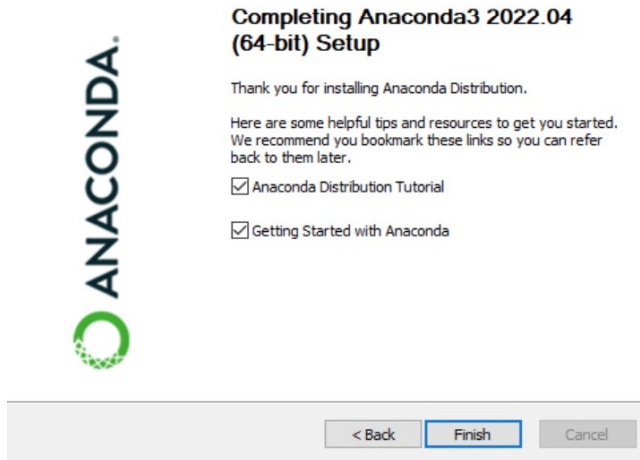 ANACONDA.
Completing Anaconda3 2022.04
(64-bit) Setup
Thank you for installing Anaconda Distribution.
Here are some helpful tips and resources to get you started.
We recommend you bookmark these links so you can refer
back to them later.
Anaconda Distribution Tutorial
Getting Started with Anaconda
< Back Finish Cancel